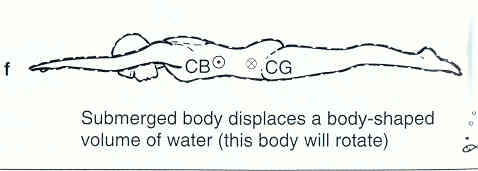 f
CB CG
Submerged body displaces a body-shaped
volume of water (this body will rotate)